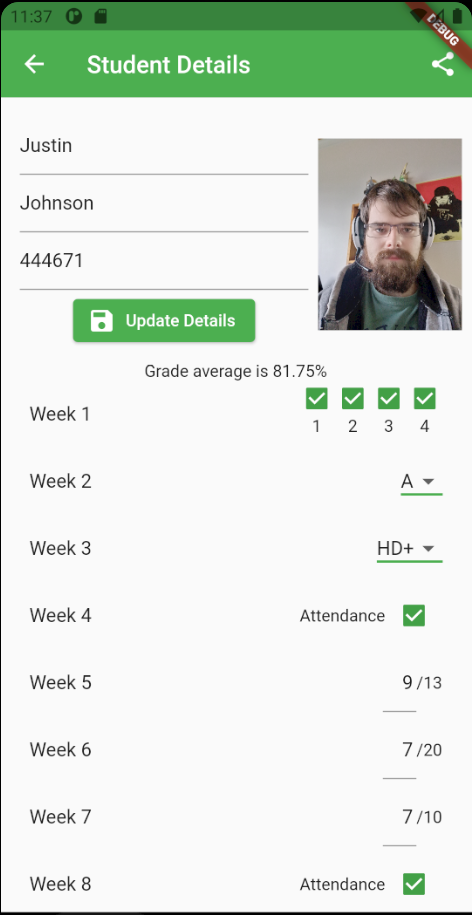 11:37
DEBUG
Student Details
Justin
Johnson
444671
Update Details
Grade average is 81.75%
Week 1
1 2 3 4
Week 2 A
Week 3 HD+
Week 4 Attendance
Week 5 9 /13
Week 6 7 /20
Week 7 7 /10
Week 8 Attendance